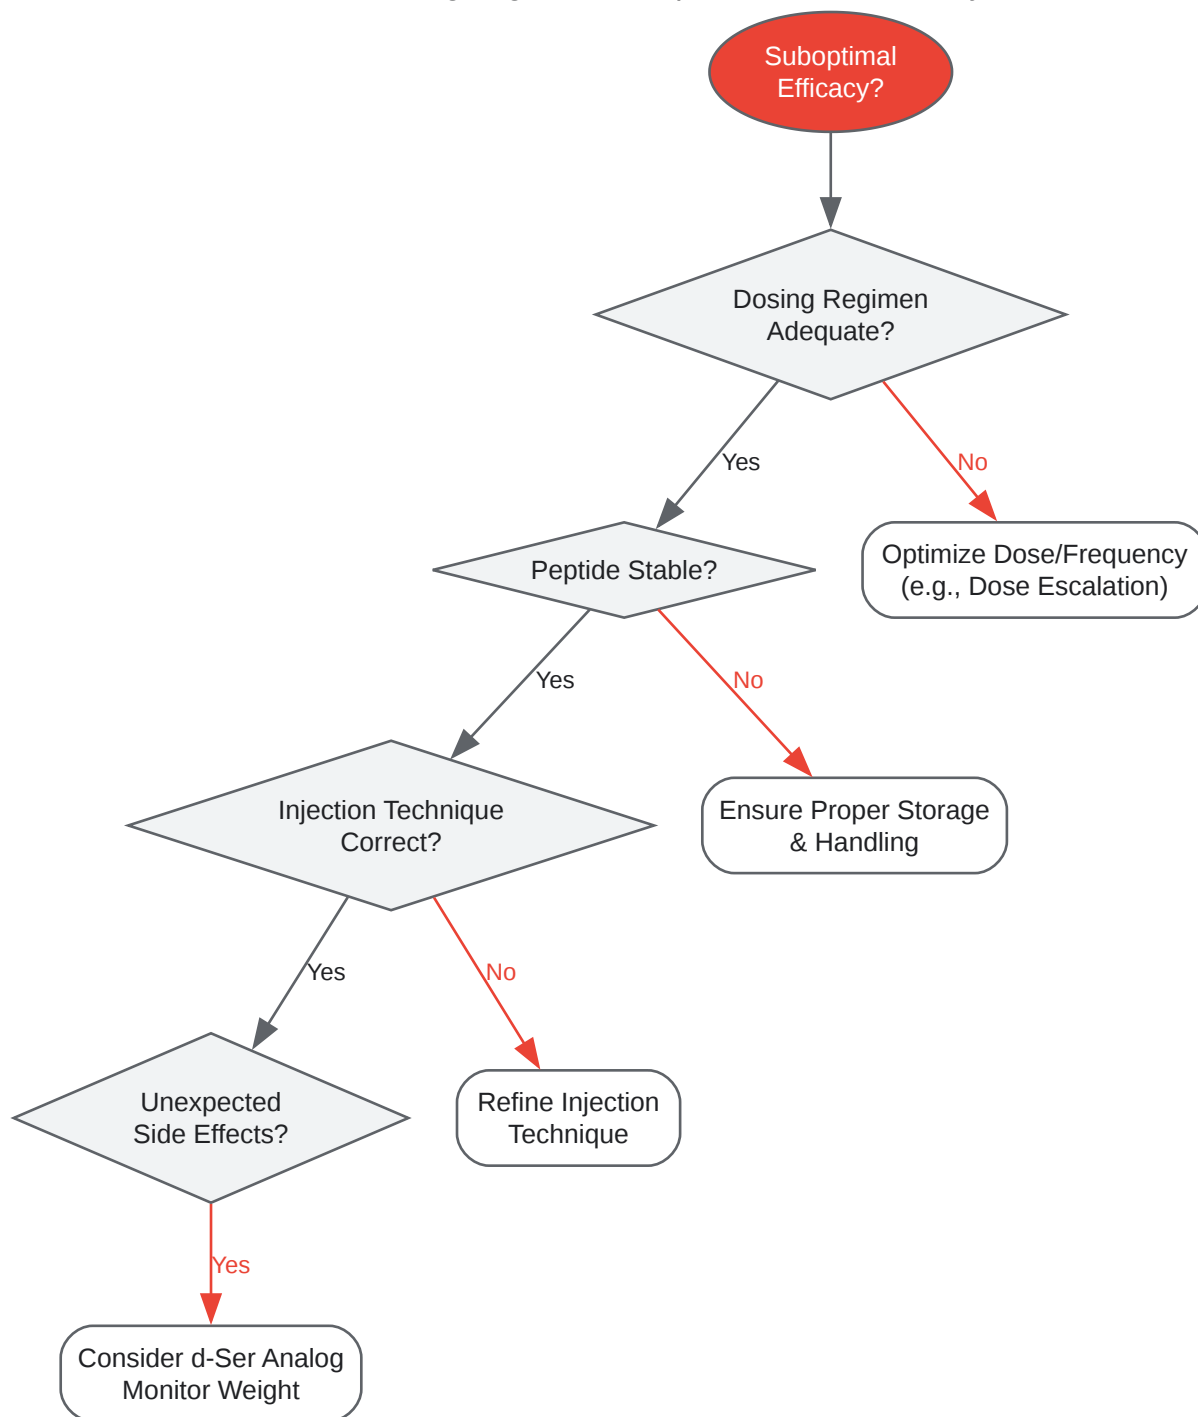 Suboptimal
Efficacy?
Dosing Regimen
Adequate?
Yes
No
Optimize Dose/Frequency
(e.g., Dose Escalation)
Peptide Stable?
Yes
No
Ensure Proper Storage
& Handling
Injection Technique
Correct?
Yes
No
Refine Injection
Technique
Unexpected
Side Effects?
Yes
Consider d-Ser Analog
Monitor Weight